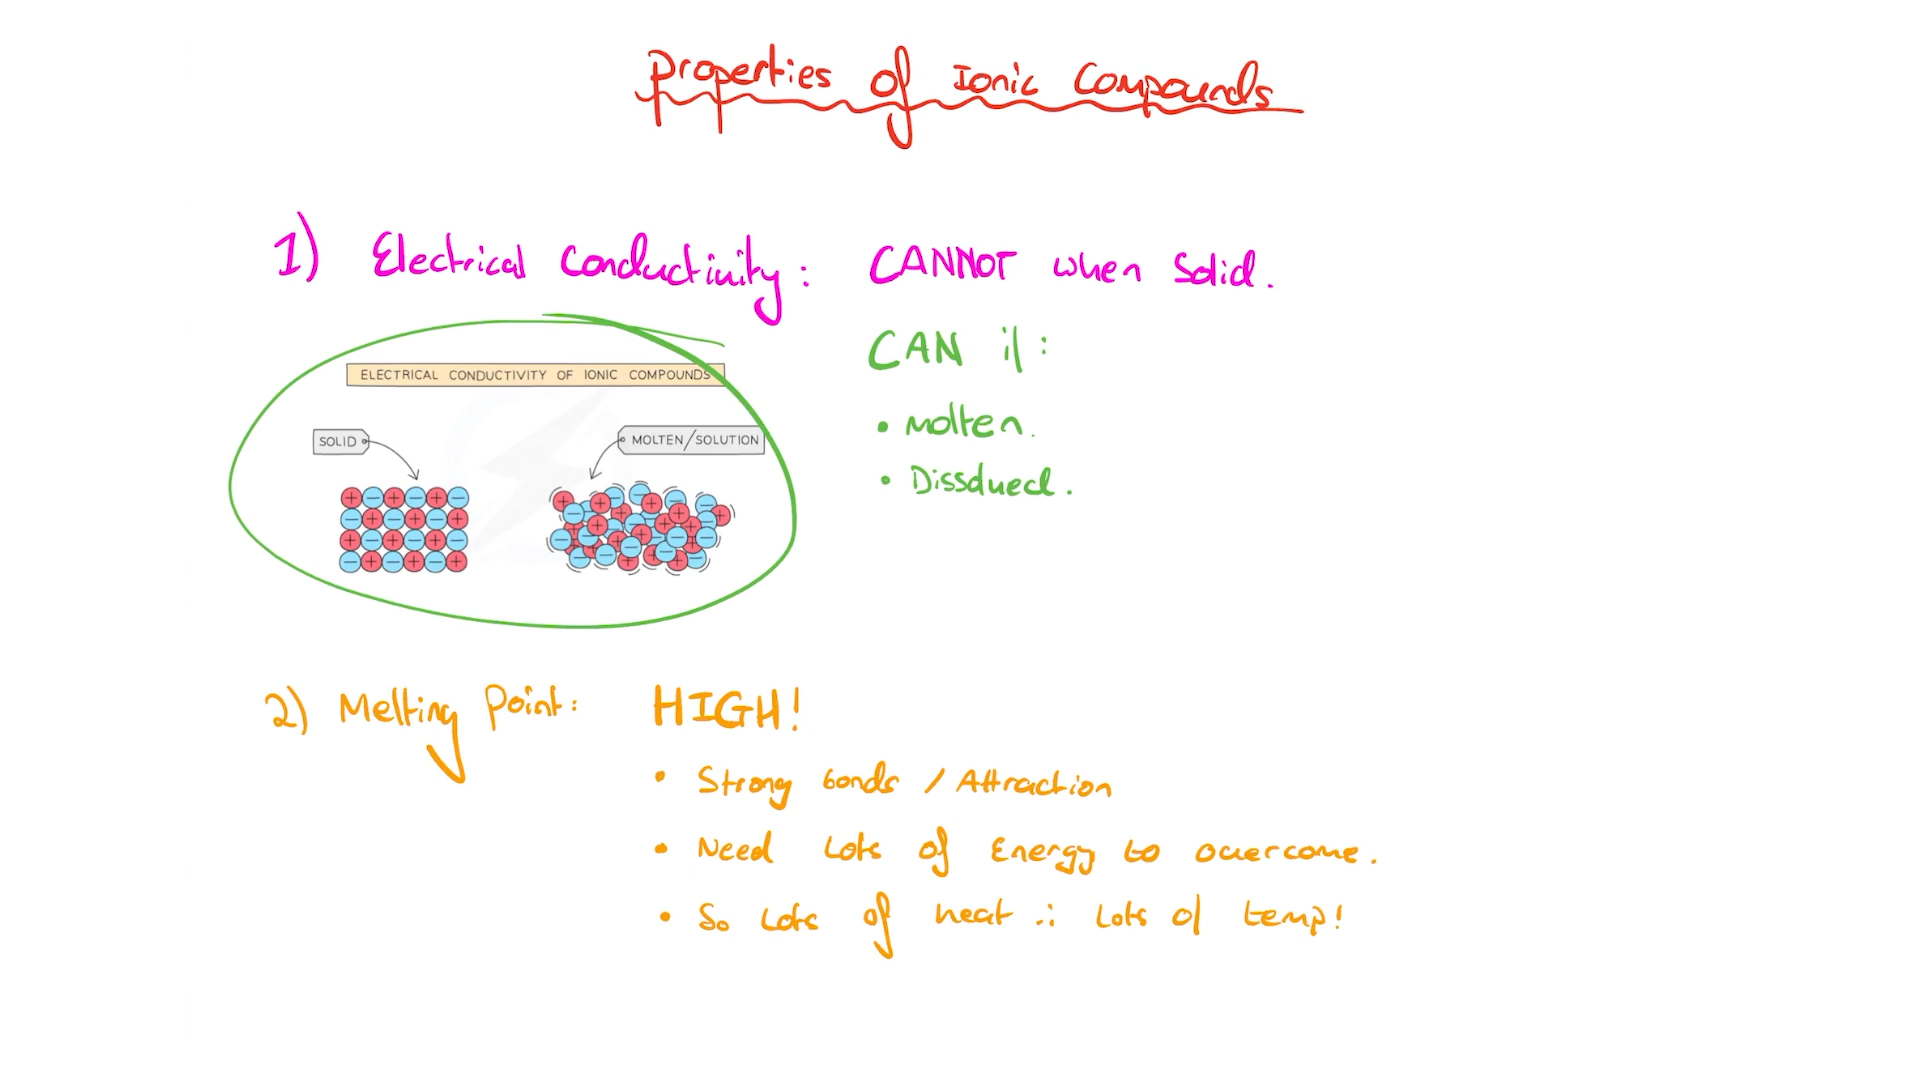 Properties of Ionic Compounds
1) Electrical Conductivity: CANNOT when Solid.
CAN if:
• Molten.
• Dissolved.
ELECTRICAL CONDUCTIVITY OF IONIC COMPOUNDS
SOLID
MOLTEN/SOLUTION
2) Melting Point: HIGH!
• Strong bonds / Attraction
• Need Lots of Energy to overcome.
• So Lots of heat ∴ Lots of temp!